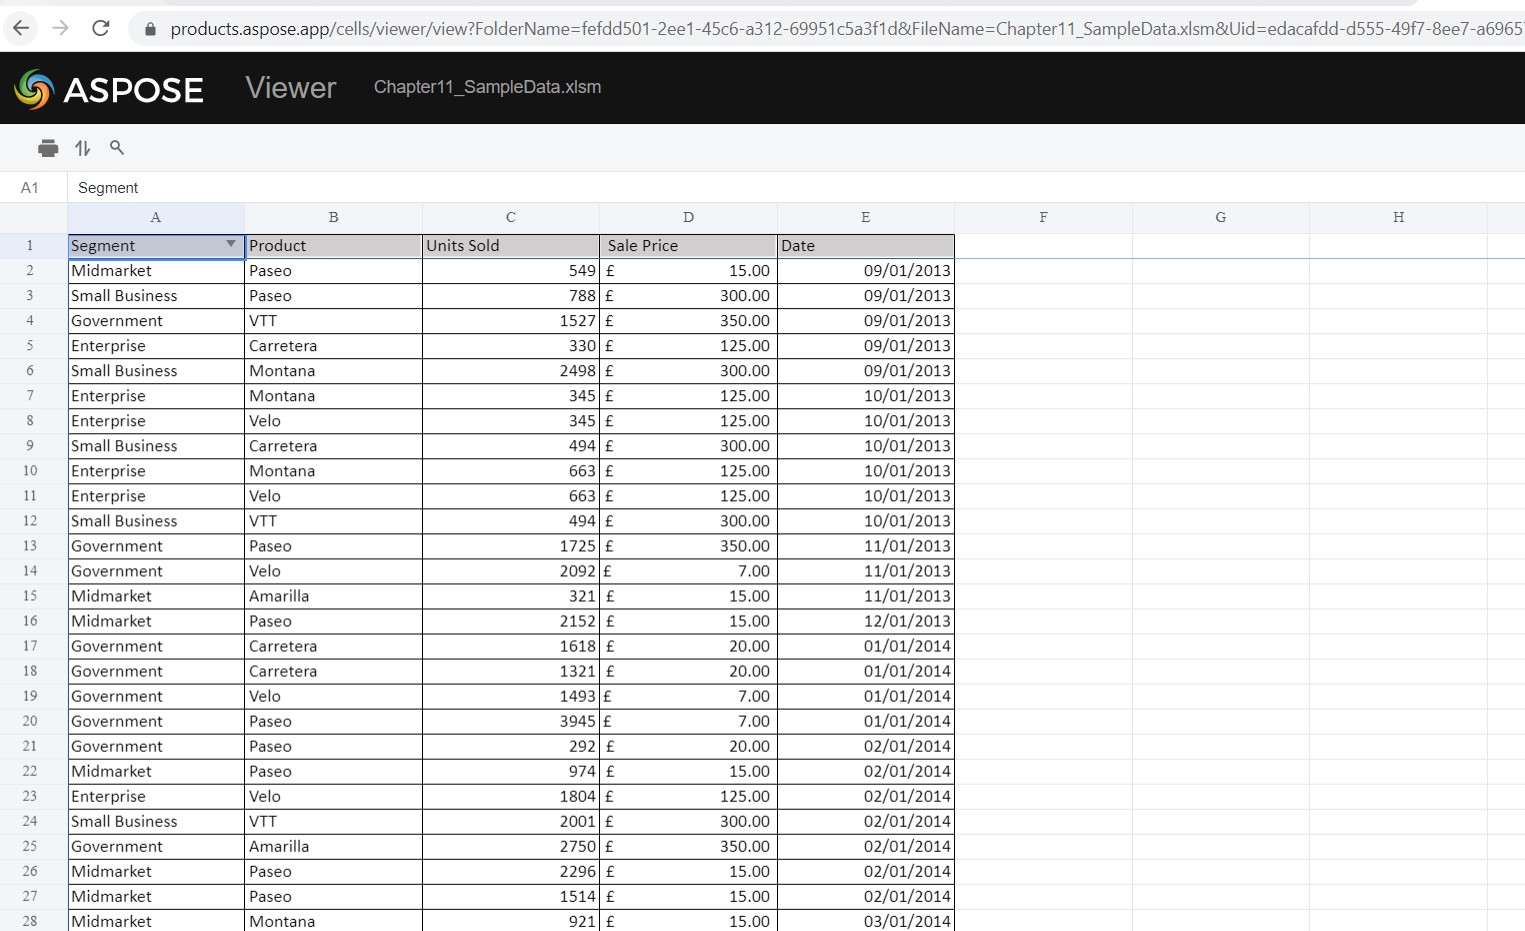 products.aspose.app/cells/viewer/view?FolderName=fefdd501-2ee1-45c6-a312-69951c5a3f1d&FileName=Chapter11_SampleData.xlsm&Uid=edacafdd-d555-49f7-8ee7-a6965
ASPOSE Viewer Chapter11_SampleData.xlsm
A1 Segment
A B C D E F G H
1 Segment Product Units Sold Sale Price Date
2 Midmarket Paseo 549 £ 15.00 09/01/2013
3 Small Business Paseo 788 £ 300.00 09/01/2013
4 Government VTT 1527 £ 350.00 09/01/2013
5 Enterprise Carretera 330 £ 125.00 09/01/2013
6 Small Business Montana 2498 £ 300.00 09/01/2013
7 Enterprise Montana 345 £ 125.00 10/01/2013
8 Enterprise Velo 345 £ 125.00 10/01/2013
9 Small Business Carretera 494 £ 300.00 10/01/2013
10 Enterprise Montana 663 £ 125.00 10/01/2013
11 Enterprise Velo 663 £ 125.00 10/01/2013
12 Small Business VTT 494 £ 300.00 10/01/2013
13 Government Paseo 1725 £ 350.00 11/01/2013
14 Government Velo 2092 £ 7.00 11/01/2013
15 Midmarket Amarilla 321 £ 15.00 11/01/2013
16 Midmarket Paseo 2152 £ 15.00 12/01/2013
17 Government Carretera 1618 £ 20.00 01/01/2014
18 Government Carretera 1321 £ 20.00 01/01/2014
19 Government Velo 1493 £ 7.00 01/01/2014
20 Government Paseo 3945 £ 7.00 01/01/2014
21 Government Paseo 292 £ 20.00 02/01/2014
22 Midmarket Paseo 974 £ 15.00 02/01/2014
23 Enterprise Velo 1804 £ 125.00 02/01/2014
24 Small Business VTT 2001 £ 300.00 02/01/2014
25 Government Amarilla 2750 £ 350.00 02/01/2014
26 Midmarket Paseo 2296 £ 15.00 02/01/2014
27 Midmarket Paseo 1514 £ 15.00 02/01/2014
28 Midmarket Montana 921 £ 15.00 03/01/2014